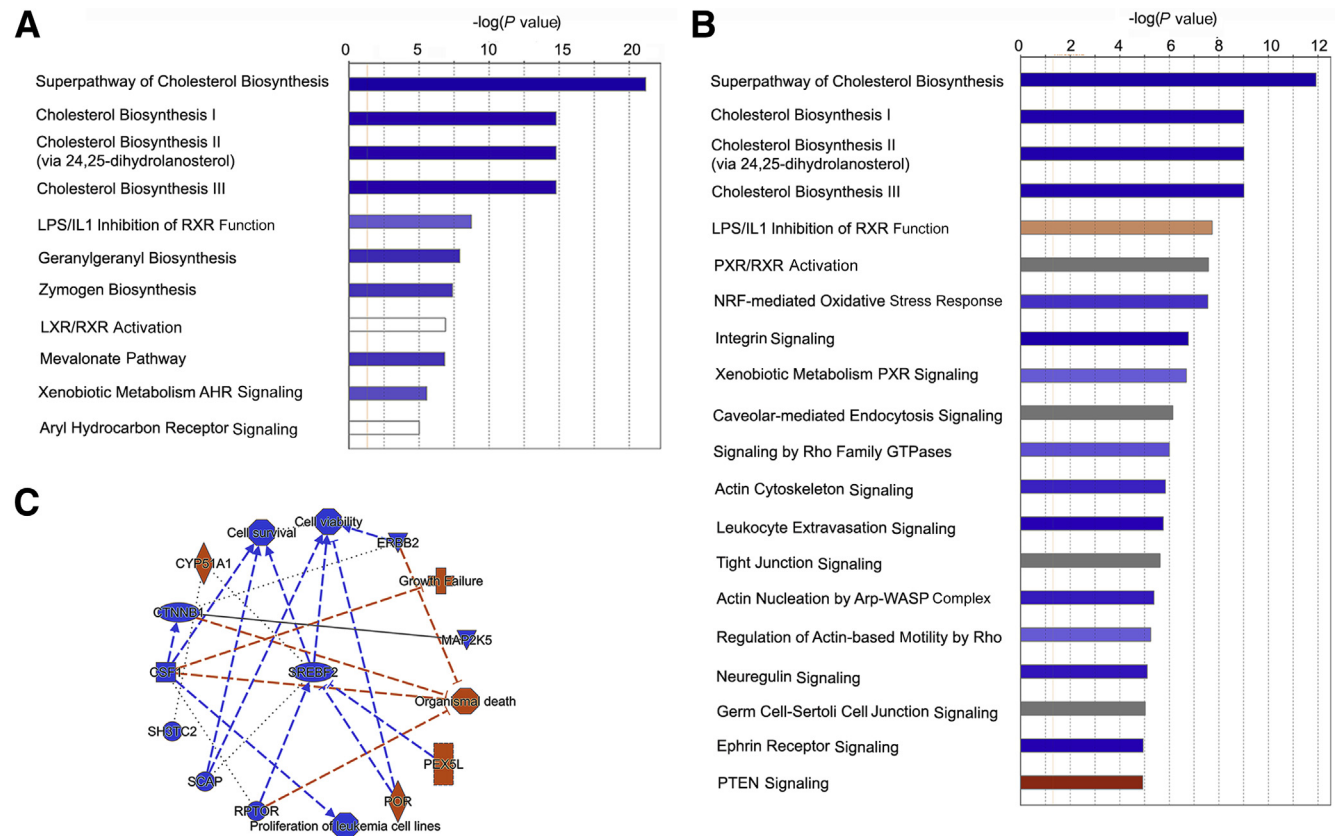 A
-log(P value)
0 5 10 15 20
Superpathway of Cholesterol Biosynthesis
Cholesterol Biosynthesis I
Cholesterol Biosynthesis II
(via 24,25-dihydrolanosterol)
Cholesterol Biosynthesis III
LPS/IL1 Inhibition of RXR Function
Geranylgeranyl Biosynthesis
Zymogen Biosynthesis
LXR/RXR Activation
Mevalonate Pathway
Xenobiotic Metabolism AHR Signaling
Aryl Hydrocarbon Receptor Signaling
B
-log(P value)
0 2 4 6 8 10 12
Superpathway of Cholesterol Biosynthesis
Cholesterol Biosynthesis I
Cholesterol Biosynthesis II
(via 24,25-dihydrolanosterol)
Cholesterol Biosynthesis III
LPS/IL1 Inhibition of RXR Function
PXR/RXR Activation
NRF-mediated Oxidative Stress Response
Integrin Signaling
Xenobiotic Metabolism PXR Signaling
Caveolar-mediated Endocytosis Signaling
Signaling by Rho Family GTPases
Actin Cytoskeleton Signaling
Leukocyte Extravasation Signaling
Tight Junction Signaling
Actin Nucleation by Arp-WASP Complex
Regulation of Actin-based Motility by Rho
Neuregulin Signaling
Germ Cell-Sertoli Cell Junction Signaling
Ephrin Receptor Signaling
PTEN Signaling
C
Cell viability
Cell survival
ERBB2
CYP51A1
Growth Failure
CTNNB1
MAP2K5
CSF1
SREBF2
Organismal death
SH3TC2
PEX5L
SCAP
POR
RPTOR
Proliferation of leukemia cell lines